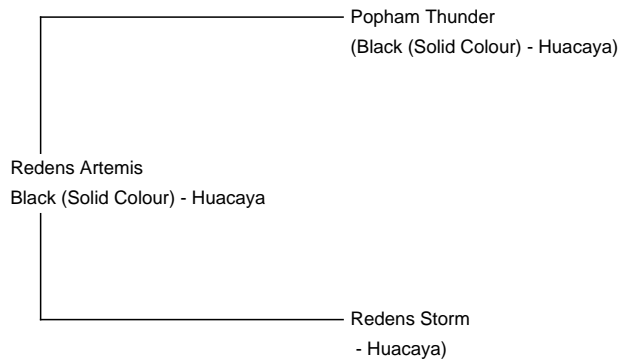 Popham Thunder
(Black (Solid Colour) - Huacaya)
Redens Artemis
Black (Solid Colour) - Huacaya
Redens Storm
- Huacaya)